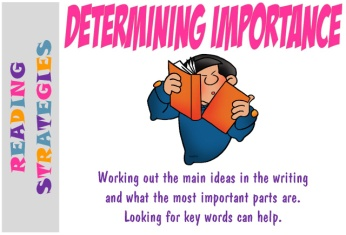 DETERMINING IMPORTANCE
READING
STRATEGIES
Working out the main ideas in the writing
and what the most important parts are.
Looking for key words can help.